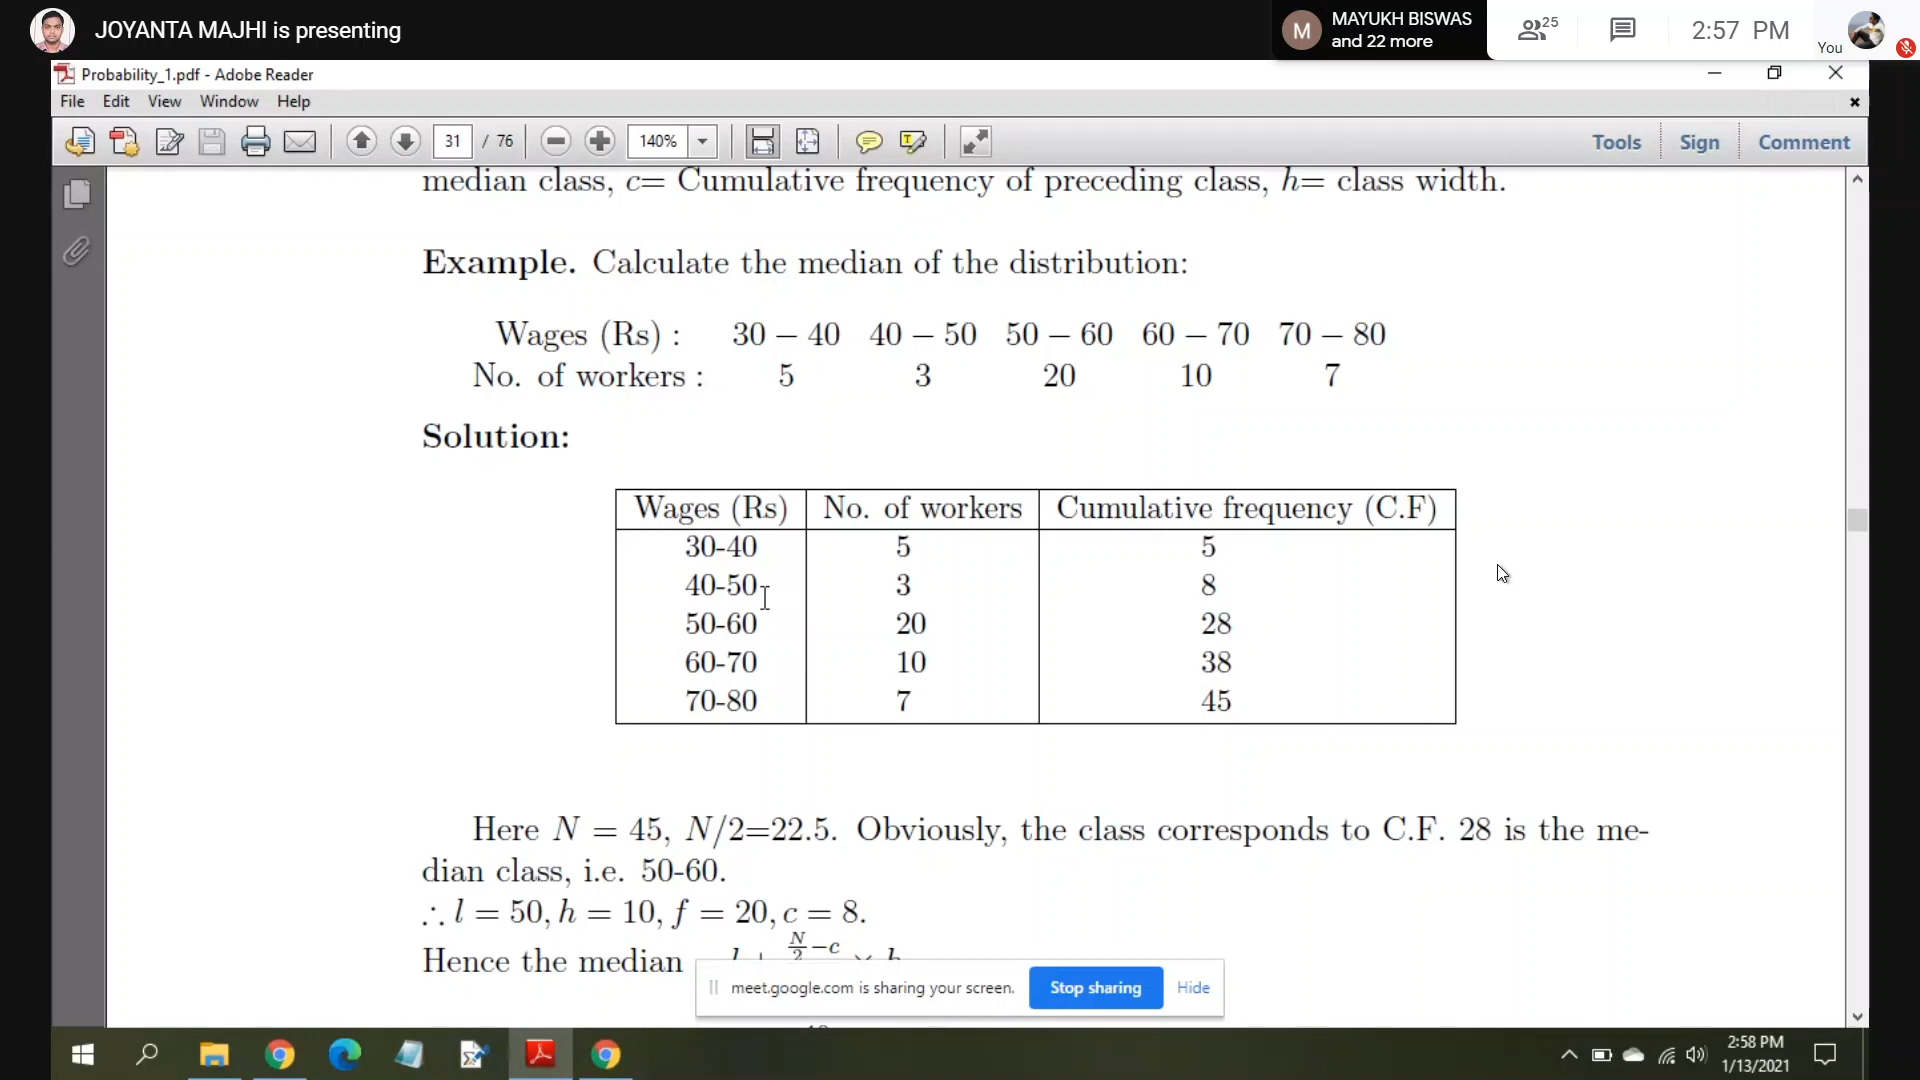 JOYANTA MAJHI is presenting
M
MAYUKH BISWAS
and 22 more
25
2:57 PM
You
Probability_1.pdf - Adobe Reader
File Edit View Window Help
31 / 76
140%
Tools Sign Comment
median class, c= Cumulative frequency of preceding class, h= class width.
Example. Calculate the median of the distribution:
Wages (Rs) : 30 – 40 40 – 50 50 – 60 60 – 70 70 – 80
No. of workers : 5 3 20 10 7
Solution:
Wages (Rs) No. of workers Cumulative frequency (C.F)
30-40 5 5
40-50 3 8
50-60 20 28
60-70 10 38
70-80 7 45
Here N = 45, N/2=22.5. Obviously, the class corresponds to C.F. 28 is the me-
dian class, i.e. 50-60.
∴ l = 50, h = 10, f = 20, c = 8.
Hence the median
meet.google.com is sharing your screen. Stop sharing Hide
2:58 PM
1/13/2021